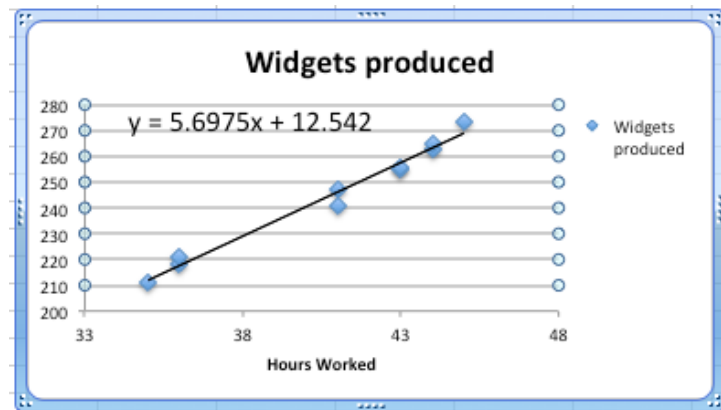 Widgets produced
y = 5.6975x + 12.542
280
270
260
250
240
230
220
210
200
33 38 43 48
Hours Worked
Widgets
produced